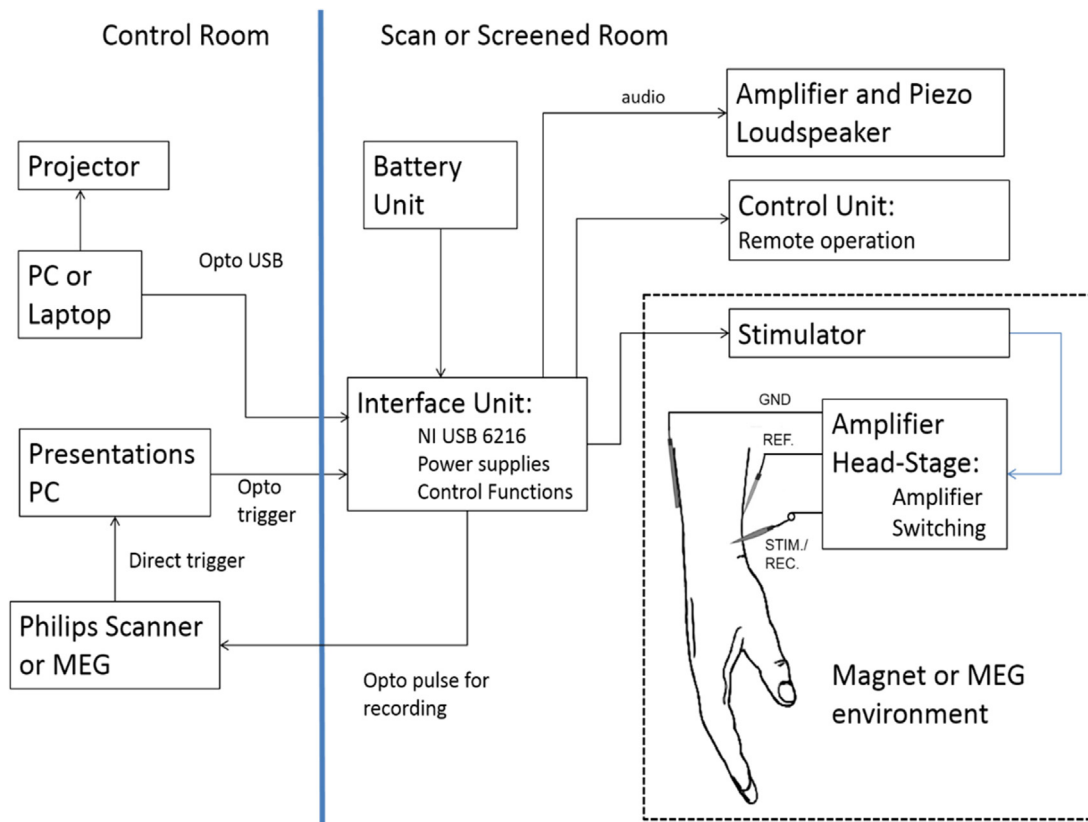 Control Room
Scan or Screened Room
audio
Amplifier and Piezo
Loudspeaker
Projector
Battery
Unit
Control Unit:
Remote operation
Opto USB
PC or
Laptop
Stimulator
Interface Unit:
NI USB 6216
Power supplies
Control Functions
GND
REF.
STIM./
REC.
Amplifier
Head-Stage:
Amplifier
Switching
Presentations
PC
Opto
trigger
Direct trigger
Philips Scanner
or MEG
Opto pulse for
recording
Magnet or MEG
environment